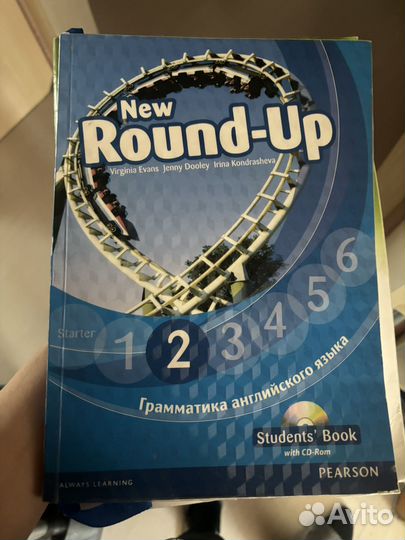 New
Round-Up
Virginia Evans Jenny Dooley Irina Kondrasheva
Starter 1 2 3 4 5 6
Грамматика английского языка
Students' Book
with CD-Rom
ALWAYS LEARNING
PEARSON
Avito